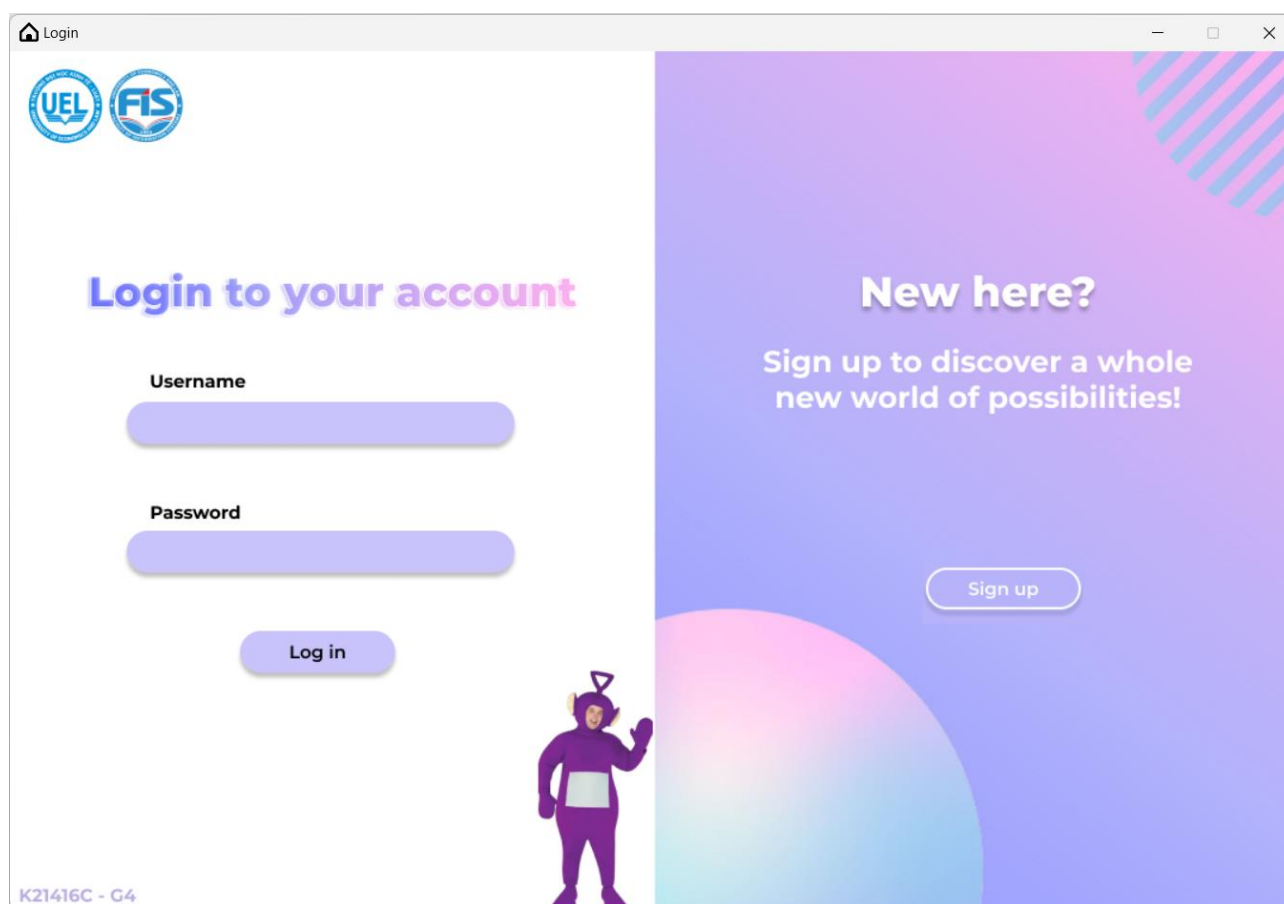 Login
UEL
FIS
Login to your account
Username
Password
Log in
K21416C - G4
New here?
Sign up to discover a whole
new world of possibilities!
Sign up